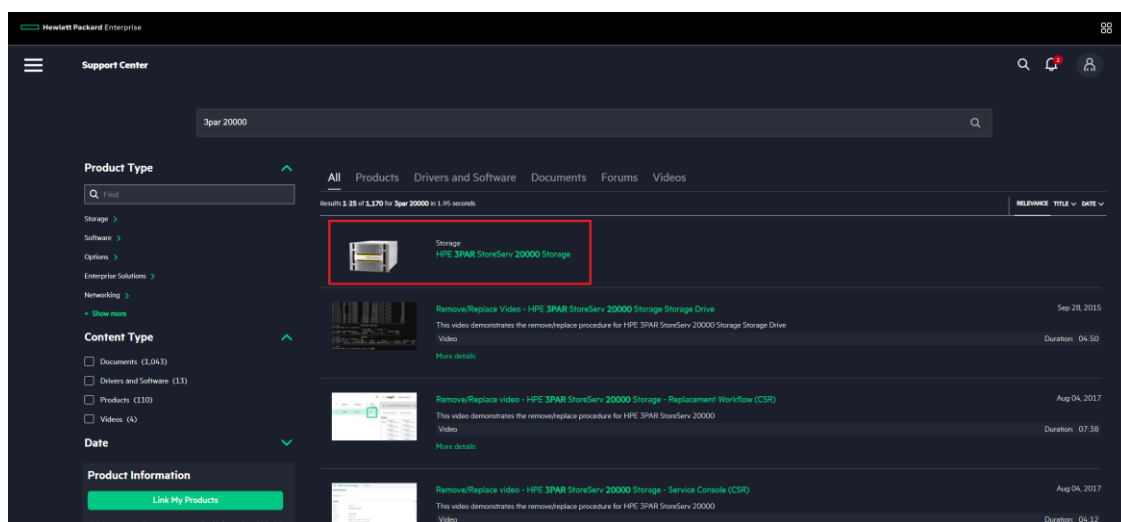 Hewlett Packard Enterprise
Support Center
2
3par 20000
Product Type
Find
Storage
Software
Options
Enterprise Solutions
Networking
+ Show more
Content Type
Documents (1,043)
Drivers and Software (13)
Products (110)
Videos (4)
Date
Product Information
Link My Products
All Products Drivers and Software Documents Forums Videos
Results 1-25 of 1,170 for 3par 20000 in 1.95 seconds
RELEVANCE TITLE DATE
Storage
HPE 3PAR StoreServ 20000 Storage
Remove/Replace Video - HPE 3PAR StoreServ 20000 Storage Storage Drive
Sep 28, 2015
This video demonstrates the remove/replace procedure for HPE 3PAR StoreServ 20000 Storage Storage Drive
Video
Duration: 04:50
More details
Remove/Replace video - HPE 3PAR StoreServ 20000 Storage - Replacement Workflow (CSR)
Aug 04, 2017
This video demonstrates the remove/replace procedure for HPE 3PAR StoreServ 20000
Video
Duration: 07:38
More details
Remove/Replace video - HPE 3PAR StoreServ 20000 Storage - Service Console (CSR)
Aug 04, 2017
This video demonstrates the remove/replace procedure for HPE 3PAR StoreServ 20000
Video
Duration: 04:12